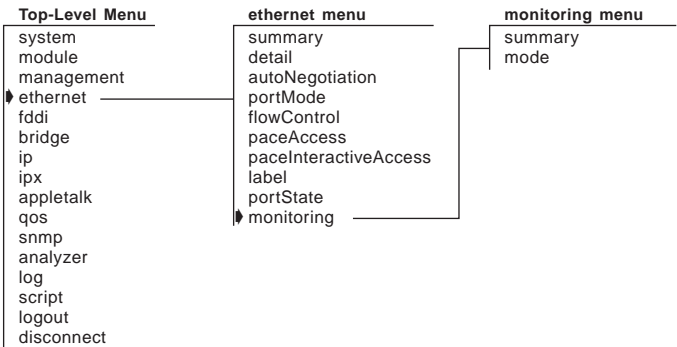 Top-Level Menu
system
module
management
ethernet
fddi
bridge
ip
ipx
appletalk
qos
snmp
analyzer
log
script
logout
disconnect
ethernet menu
summary
detail
autoNegotiation
portMode
flowControl
paceAccess
paceInteractiveAccess
label
portState
monitoring
monitoring menu
summary
mode